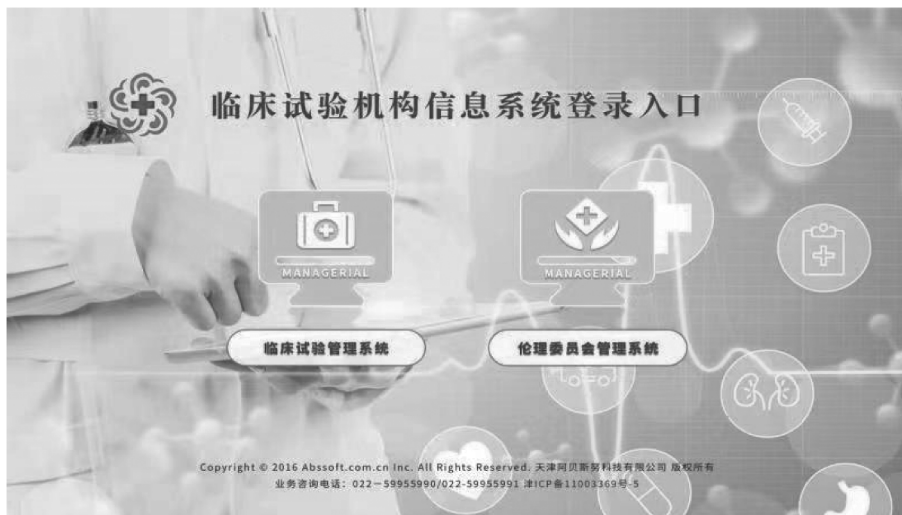 临床试验机构信息系统登录入口
MANAGERIAL
MANAGERIAL
临床试验管理系统
伦理委员会管理系统
Copyright © 2016 Abssoft.com.cn Inc. All Rights Reserved. 天津阿贝斯努科技有限公司 版权所有
业务咨询电话：022－59955990/022-59955991 津ICP备11003369号-5